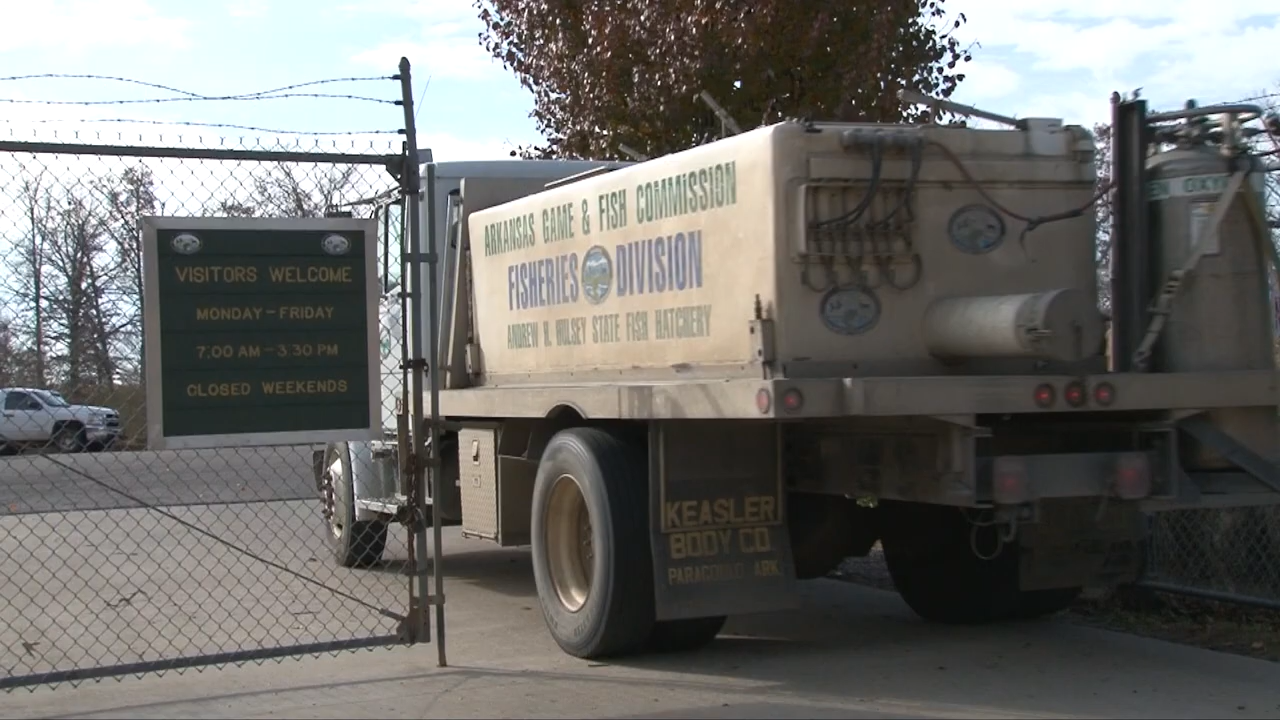 VISITORS WELCOME
MONDAY-FRIDAY
7:00 AM-3:30 PM
CLOSED WEEKENDS
ARKANSAS GAME & FISH COMMISSION
FISHERIES DIVISION
ANDREW H. HULSEY STATE FISH HATCHERY
KEASLER
BODY CO
PARAGOULD ARK.